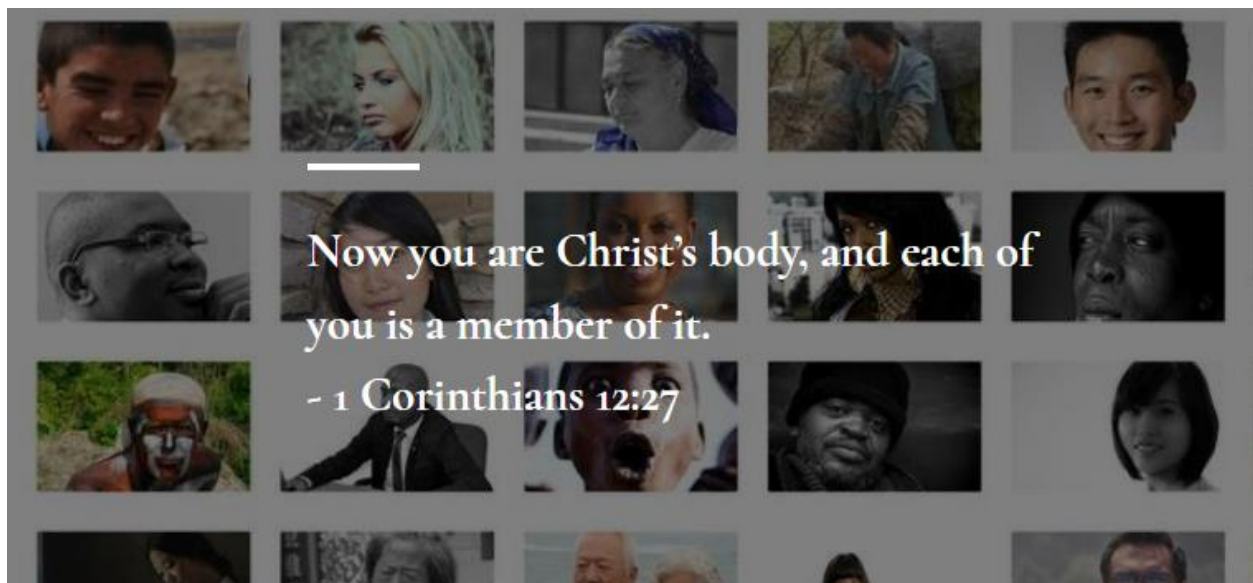 Now you are Christ’s body, and each of
you is a member of it.
- 1 Corinthians 12:27